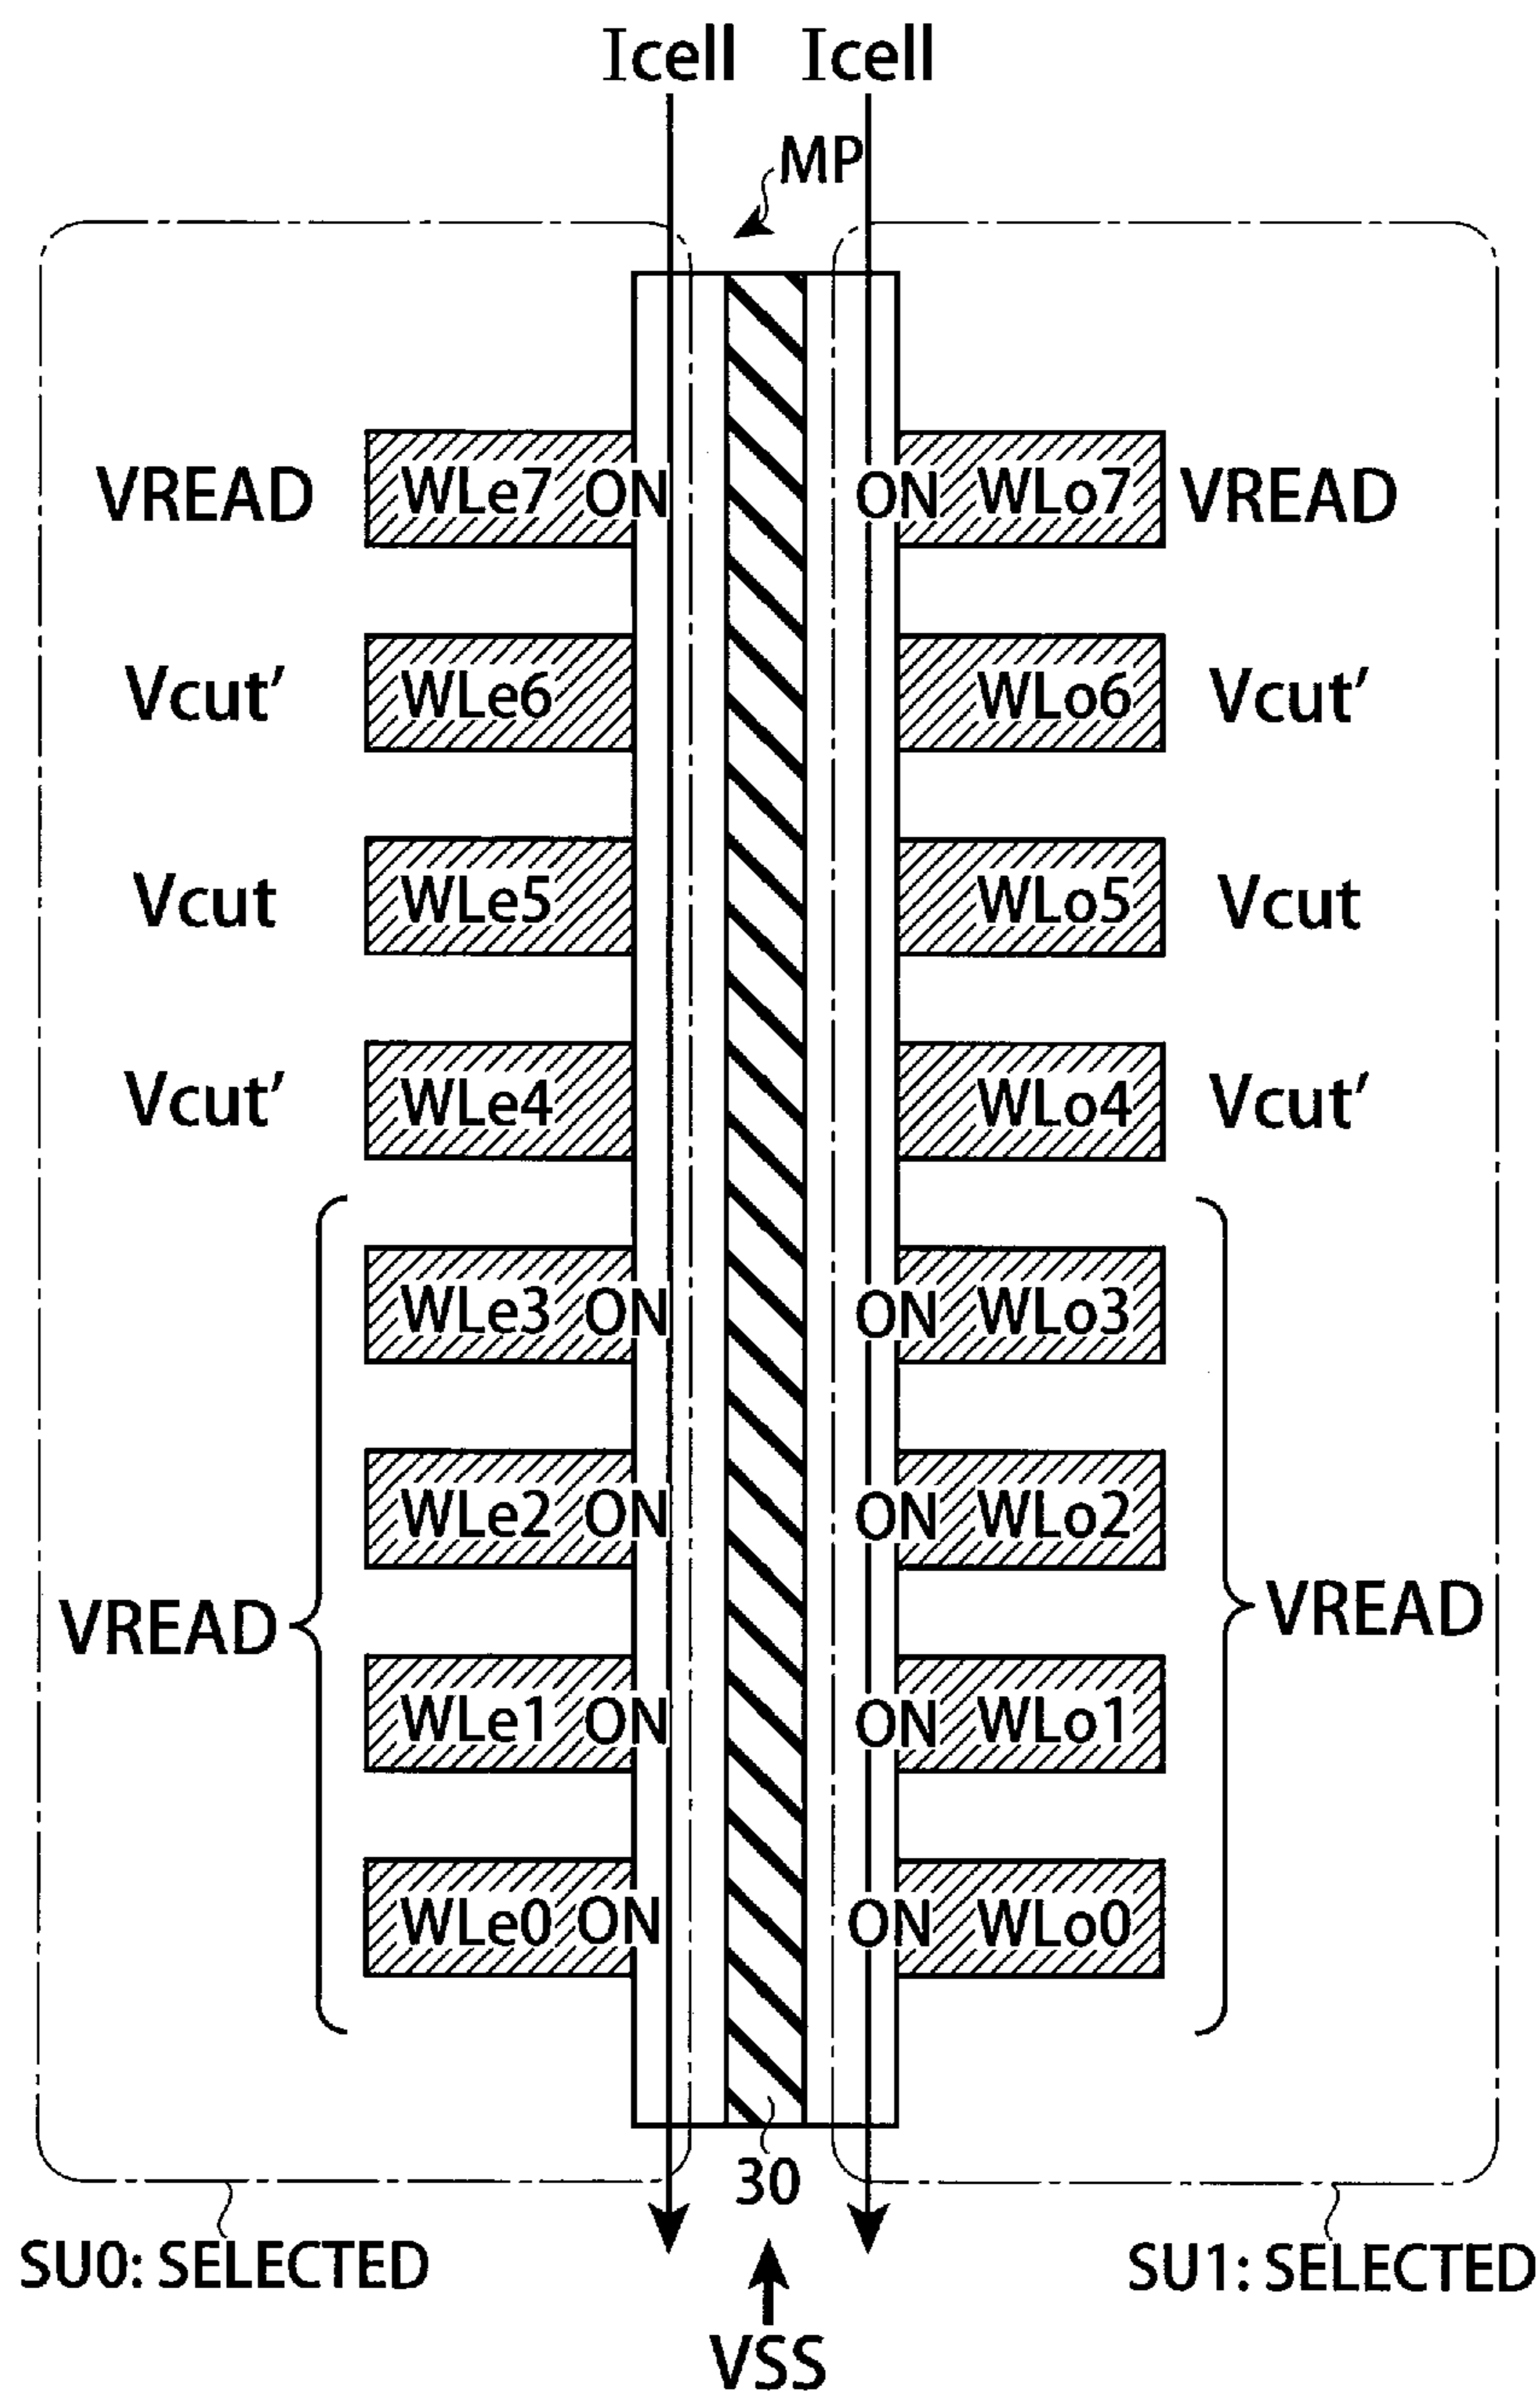 Icell Icell
MP
VREAD WLe7 ON ON WLo7 VREAD
Vcut′ WLe6 WLo6 Vcut′
Vcut WLe5 WLo5 Vcut
Vcut′ WLe4 WLo4 Vcut′
WLe3 ON ON WLo3
WLe2 ON ON WLo2
VREAD VREAD
WLe1 ON ON WLo1
WLe0 ON ON WLo0
30
SU0: SELECTED SU1: SELECTED
VSS